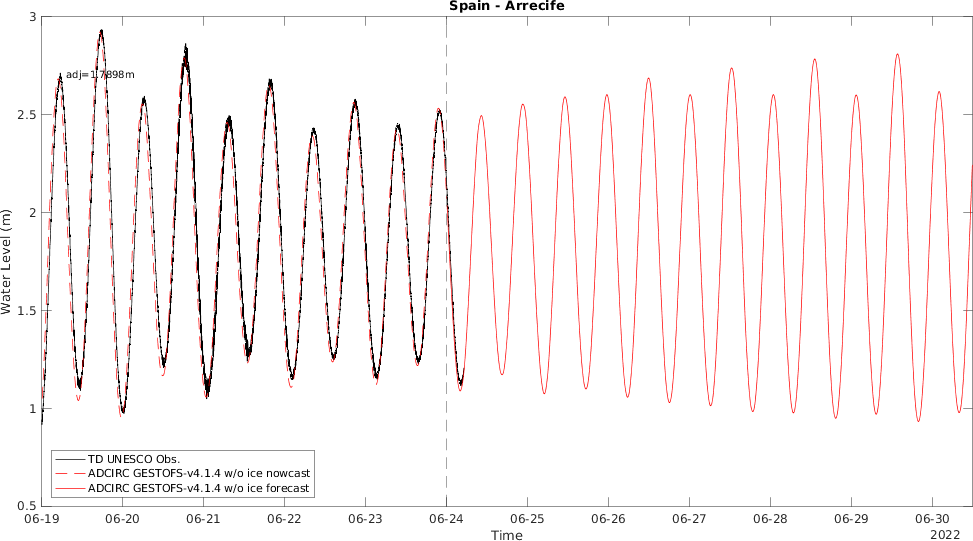 Spain - Arrecife
3
adj=1.7898m
2.5
2
Water Level (m)
1.5
1
TD UNESCO Obs.
ADCIRC GESTOFS-v4.1.4 w/o ice nowcast
ADCIRC GESTOFS-v4.1.4 w/o ice forecast
0.5
06-19 06-20 06-21 06-22 06-23 06-24 06-25 06-26 06-27 06-28 06-29 06-30
Time 2022